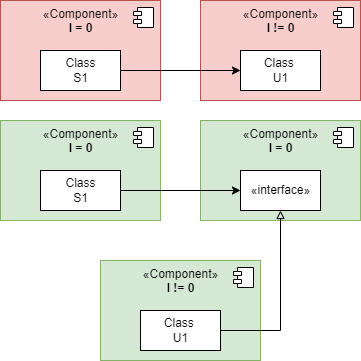 «Component»
I = 0
Class
S1
«Component»
I != 0
Class
U1
«Component»
I = 0
Class
S1
«Component»
I = 0
«interface»
«Component»
I != 0
Class
U1